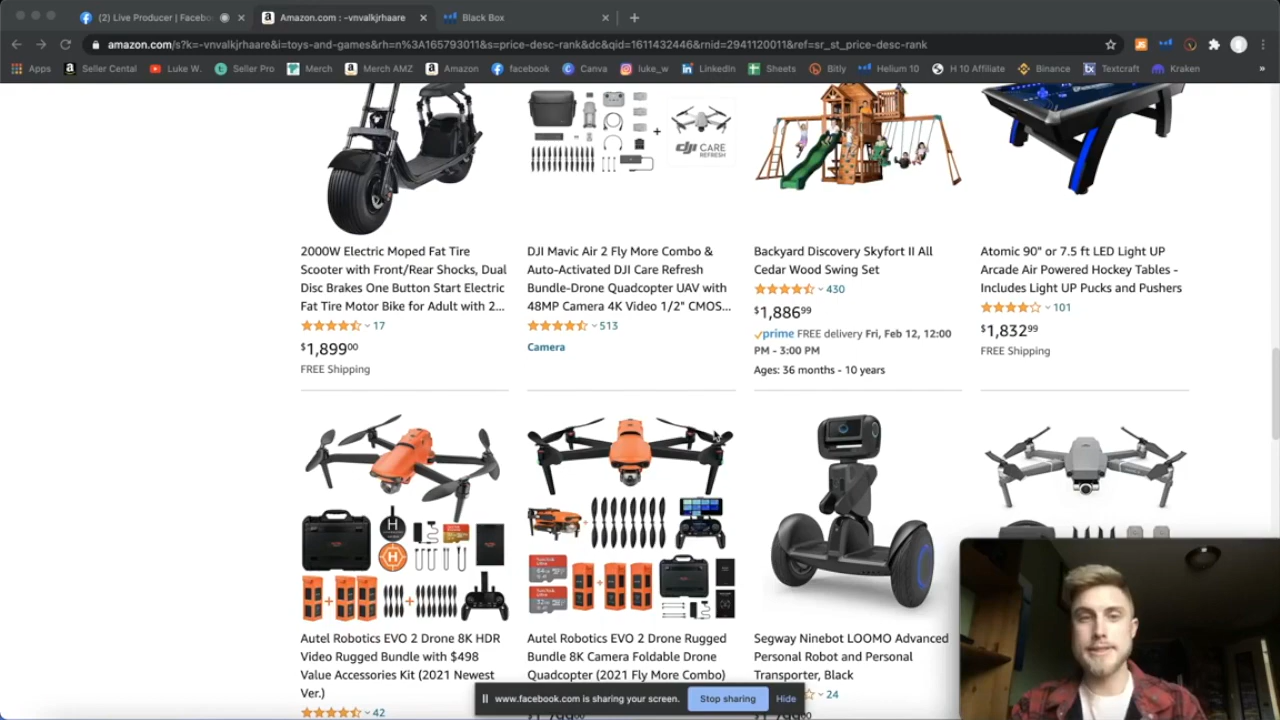 (2) Live Producer | Facebo
Amazon.com : -vnvalkjrhaare
Black Box
amazon.com/s?k=-vnvalkjrhaare&i=toys-and-games&rh=n%3A165793011&s=price-desc-rank&dc&qid=1611432446&rnid=2941120011&ref=sr_st_price-desc-rank
Apps
Seller Cental
Luke W.
Seller Pro
Merch
Merch AMZ
Amazon
facebook
Canva
luke_w
LinkedIn
Sheets
Bitly
Helium 10
H 10 Affiliate
Binance
Textcraft
Kraken
»
+
dji CARE
REFRESH
2000W Electric Moped Fat Tire
Scooter with Front/Rear Shocks, Dual
Disc Brakes One Button Start Electric
Fat Tire Motor Bike for Adult with 2...
17
$1,89900
FREE Shipping
DJI Mavic Air 2 Fly More Combo &
Auto-Activated DJI Care Refresh
Bundle-Drone Quadcopter UAV with
48MP Camera 4K Video 1/2" CMOS...
513
Camera
Backyard Discovery Skyfort II All
Cedar Wood Swing Set
430
$1,88699
prime FREE delivery Fri, Feb 12, 12:00
PM - 3:00 PM
Ages: 36 months - 10 years
Atomic 90" or 7.5 ft LED Light UP
Arcade Air Powered Hockey Tables -
Includes Light UP Pucks and Pushers
101
$1,83299
FREE Shipping
Autel Robotics EVO 2 Drone 8K HDR
Video Rugged Bundle with $498
Value Accessories Kit (2021 Newest
Ver.)
42
Autel Robotics EVO 2 Drone Rugged
Bundle 8K Camera Foldable Drone
Quadcopter (2021 Fly More Combo)
Segway Ninebot LOOMO Advanced
Personal Robot and Personal
Transporter, Black
24
www.facebook.com is sharing your screen.
Stop sharing
Hide